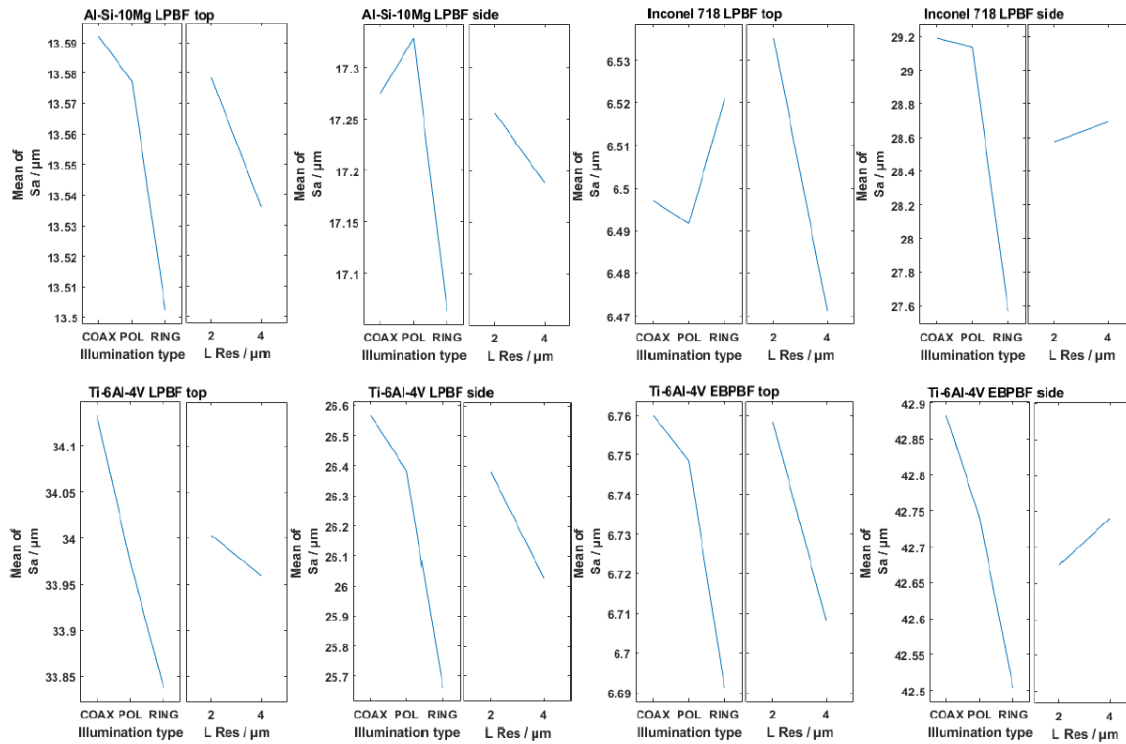 Al-Si-10Mg LPBF top
13.59
13.58
13.57
13.56
13.55
13.54
13.53
13.52
13.51
13.5
Mean of
Sa / µm
COAX POL RING
Illumination type
2 4
L Res / µm
Al-Si-10Mg LPBF side
17.3
17.25
17.2
17.15
17.1
Mean of
Sa / µm
COAX POL RING
Illumination type
2 4
L Res / µm
Inconel 718 LPBF top
6.53
6.52
6.51
6.5
6.49
6.48
6.47
Mean of
Sa / µm
COAX POL RING
Illumination type
2 4
L Res / µm
Inconel 718 LPBF side
29.2
29
28.8
28.6
28.4
28.2
28
27.8
27.6
Mean of
Sa / µm
COAX POL RING
Illumination type
2 4
L Res / µm
Ti-6Al-4V LPBF top
34.1
34.05
34
33.95
33.9
33.85
Mean of
Sa / µm
COAX POL RING
Illumination type
2 4
L Res / µm
Ti-6Al-4V LPBF side
26.6
26.5
26.4
26.3
26.2
26.1
26
25.9
25.8
25.7
Mean of
Sa / µm
COAX POL RING
Illumination type
2 4
L Res / µm
Ti-6Al-4V EBPBF top
6.76
6.75
6.74
6.73
6.72
6.71
6.7
6.69
Mean of
Sa / µm
COAX POL RING
Illumination type
2 4
L Res / µm
Ti-6Al-4V EBPBF side
42.9
42.85
42.8
42.75
42.7
42.65
42.6
42.55
42.5
Mean of
Sa / µm
COAX POL RING
Illumination type
2 4
L Res / µm